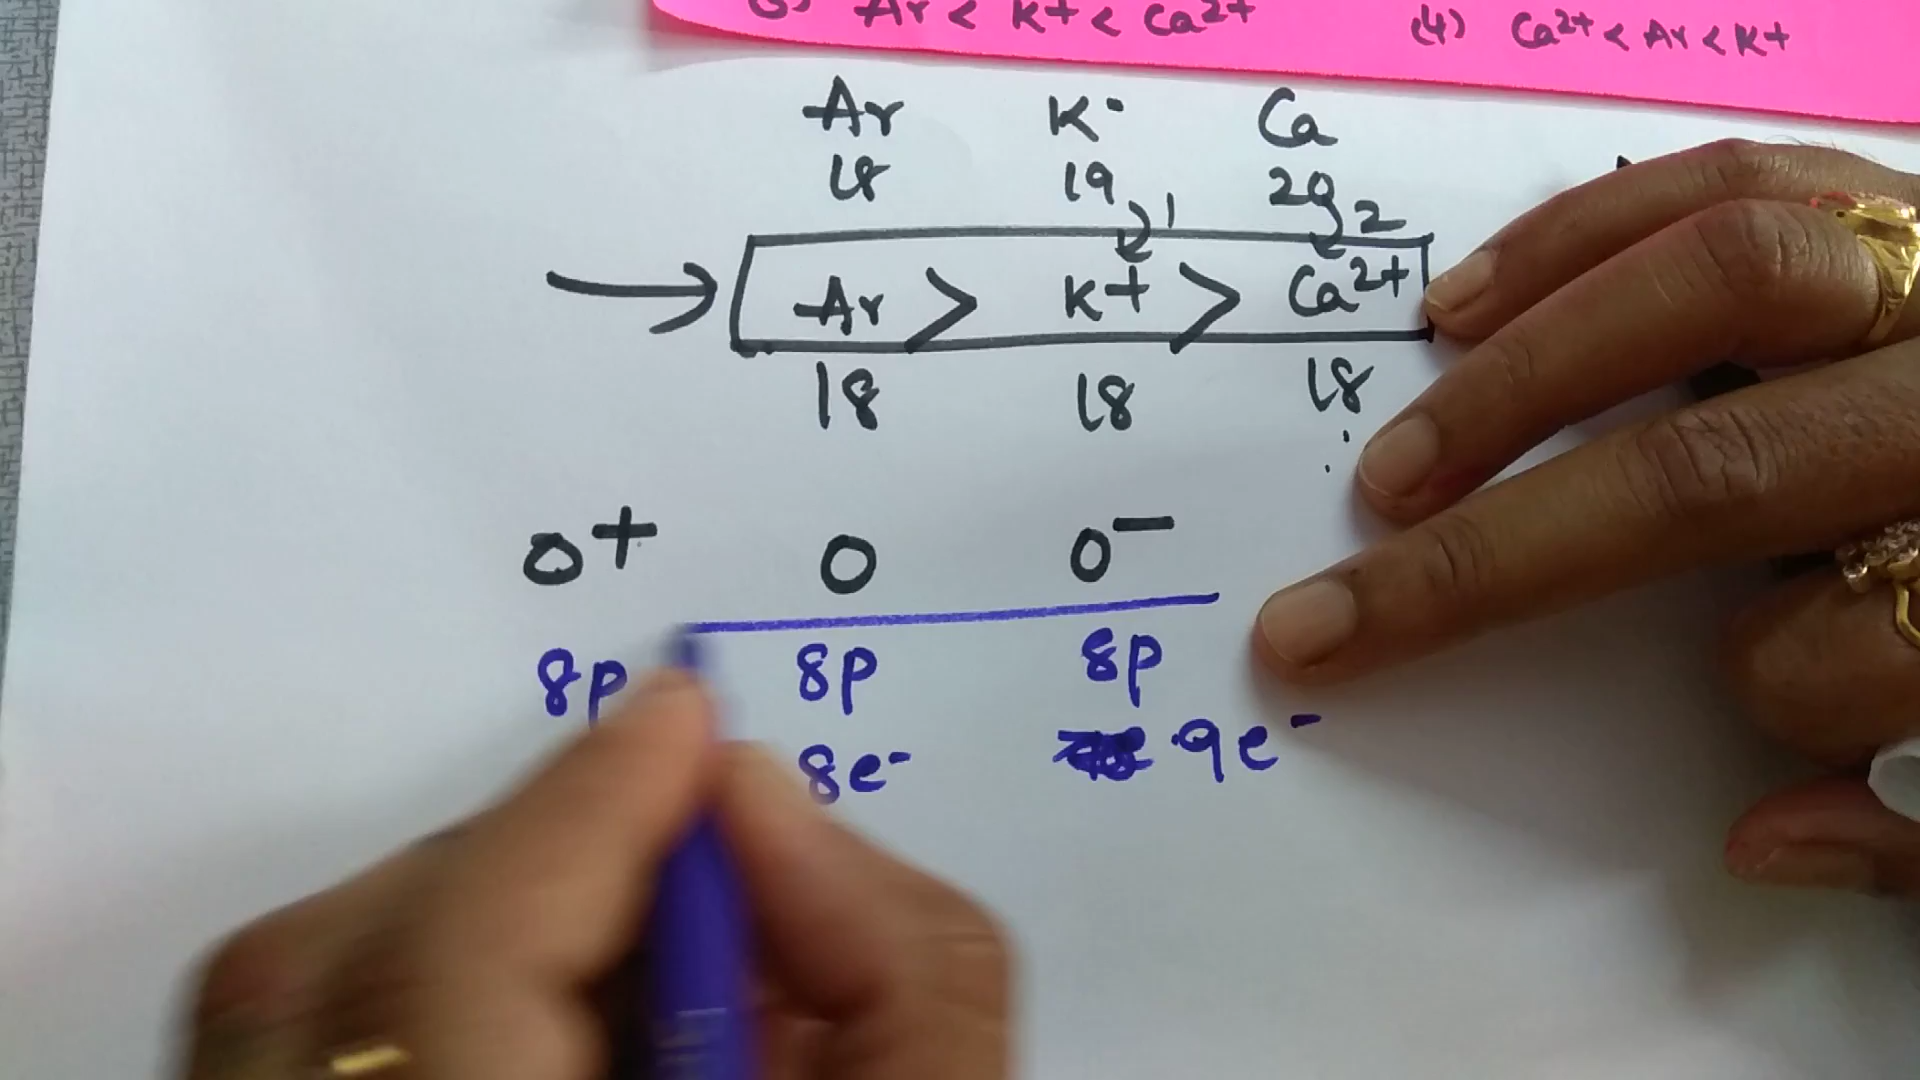 (3) Ar < K+ < Ca2+ (4) Ca2+ < Ar < K+
Ar K Ca
18 19 20
1 2
Ar > K+ > Ca2+
18 18 18
O+ O O-
8p 8p 8p
8e- 9e-